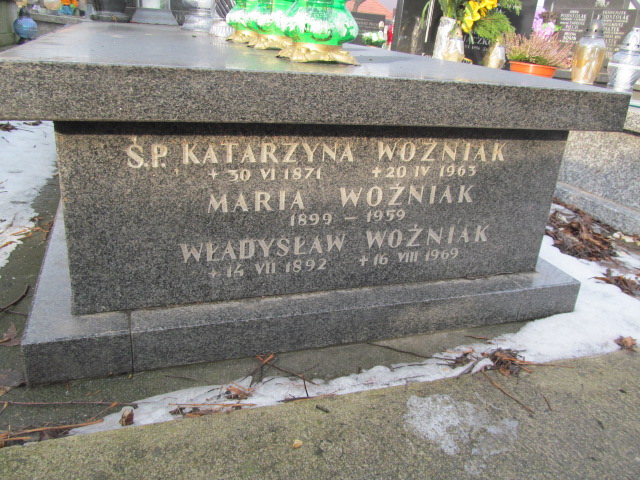 Ś.P. KATARZYNA WOŹNIAK
+ 30 VI 1871 + 20 IV 1963
MARIA WOŹNIAK
1899 - 1959
WŁADYSŁAW WOŹNIAK
+ 14 VII 1892 + 16 VIII 1969